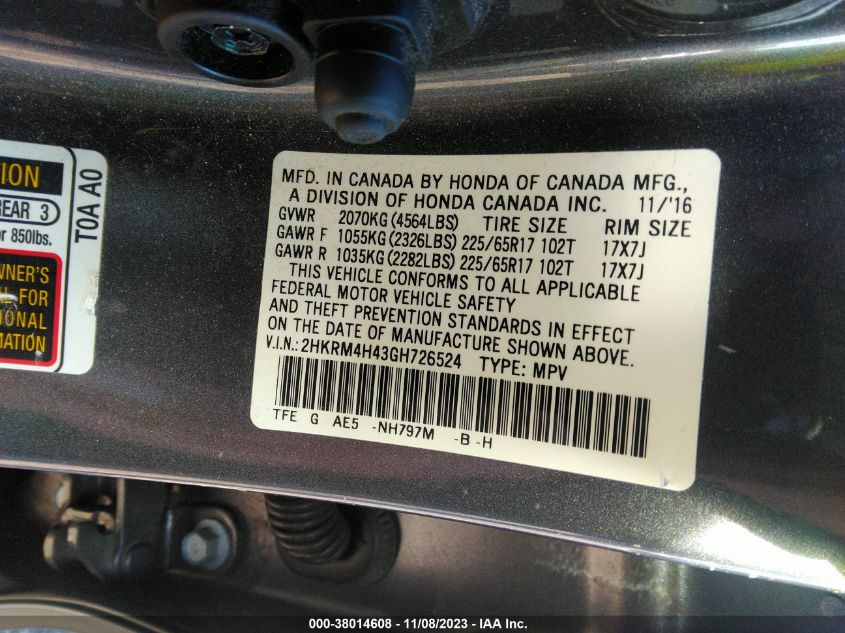 TION
REAR 3
or 850lbs.
TOA A0
WNER'S
L FOR
IONAL
MATION
MFD. IN CANADA BY HONDA OF CANADA MFG.,
A DIVISION OF HONDA CANADA INC. 11/'16
GVWR 2070KG (4564LBS) TIRE SIZE RIM SIZE
GAWR F 1055KG (2326LBS) 225/65R17 102T 17X7J
GAWR R 1035KG (2282LBS) 225/65R17 102T 17X7J
THIS VEHICLE CONFORMS TO ALL APPLICABLE
FEDERAL MOTOR VEHICLE SAFETY
AND THEFT PREVENTION STANDARDS IN EFFECT
ON THE DATE OF MANUFACTURE SHOWN ABOVE.
V.I.N.: 2HKRM4H43GH726524 TYPE: MPV
TFE G AE5 -NH797M -B -H
000-38014608 - 11/08/2023 - IAA Inc.